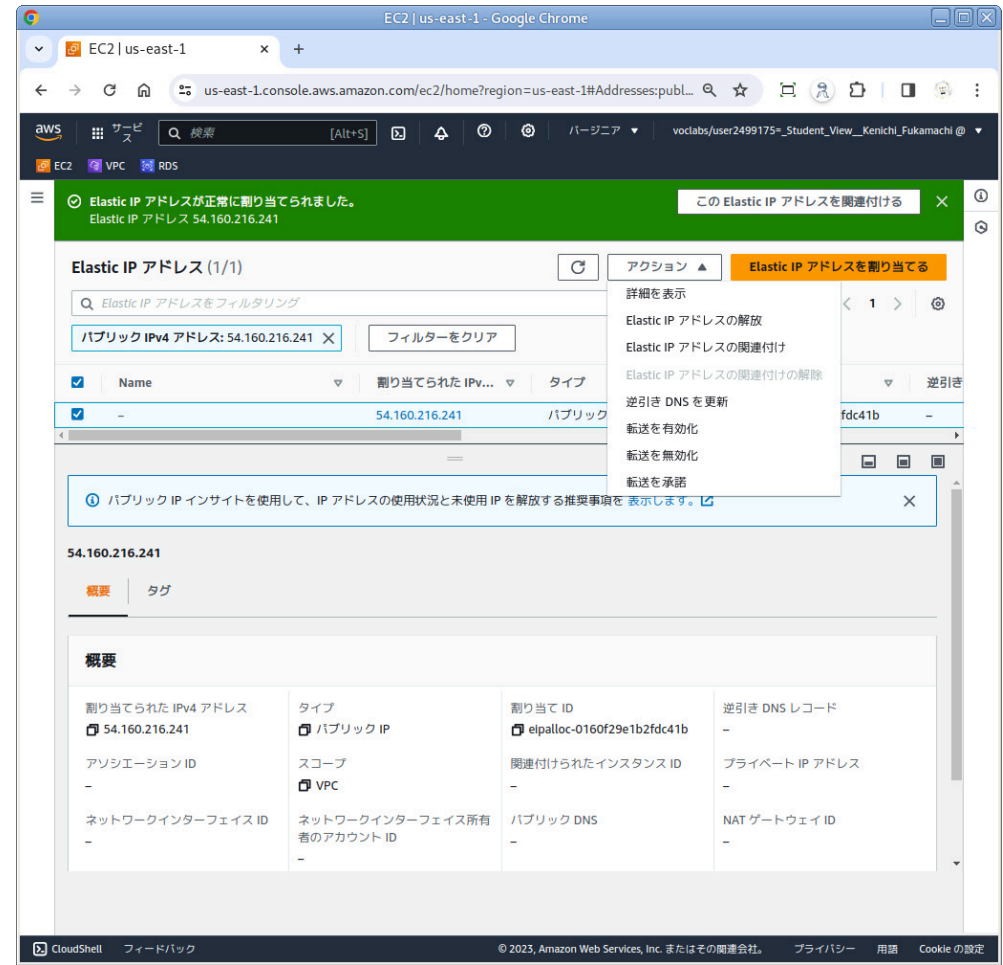 EC2 | us-east-1 - Google Chrome
EC2 | us-east-1
us-east-1.console.aws.amazon.com/ec2/home?region=us-east-1#Addresses:publ...
aws
サービス
検索
[Alt+S]
バージニア ▼
voclabs/user2499175=_Student_View__Kenichi_Fukamachi @ ▼
EC2
VPC
RDS
Elastic IP アドレスが正常に割り当てられました。
Elastic IP アドレス 54.160.216.241
この Elastic IP アドレスを関連付ける
Elastic IP アドレス (1/1)
アクション ▲
Elastic IP アドレスを割り当てる
Elastic IP アドレスをフィルタリング
1
パブリック IPv4 アドレス: 54.160.216.241
フィルターをクリア
詳細を表示
Elastic IP アドレスの解放
Elastic IP アドレスの関連付け
Elastic IP アドレスの関連付けの解除
逆引き DNS を更新
転送を有効化
転送を無効化
転送を承諾
Name
割り当てられた IPv...
タイプ
逆引き
–
54.160.216.241
パブリック
fdc41b
–
パブリック IP インサイトを使用して、IP アドレスの使用状況と未使用 IP を解放する推奨事項を 表示します。
54.160.216.241
概要
タグ
概要
割り当てられた IPv4 アドレス
54.160.216.241
タイプ
パブリック IP
割り当て ID
eipalloc-0160f29e1b2fdc41b
逆引き DNS レコード
–
アソシエーション ID
–
スコープ
VPC
関連付けられたインスタンス ID
–
プライベート IP アドレス
–
ネットワークインターフェイス ID
–
ネットワークインターフェイス所有
者のアカウント ID
–
パブリック DNS
–
NAT ゲートウェイ ID
–
CloudShell
フィードバック
© 2023, Amazon Web Services, Inc. またはその関連会社。
プライバシー
用語
Cookie の設定